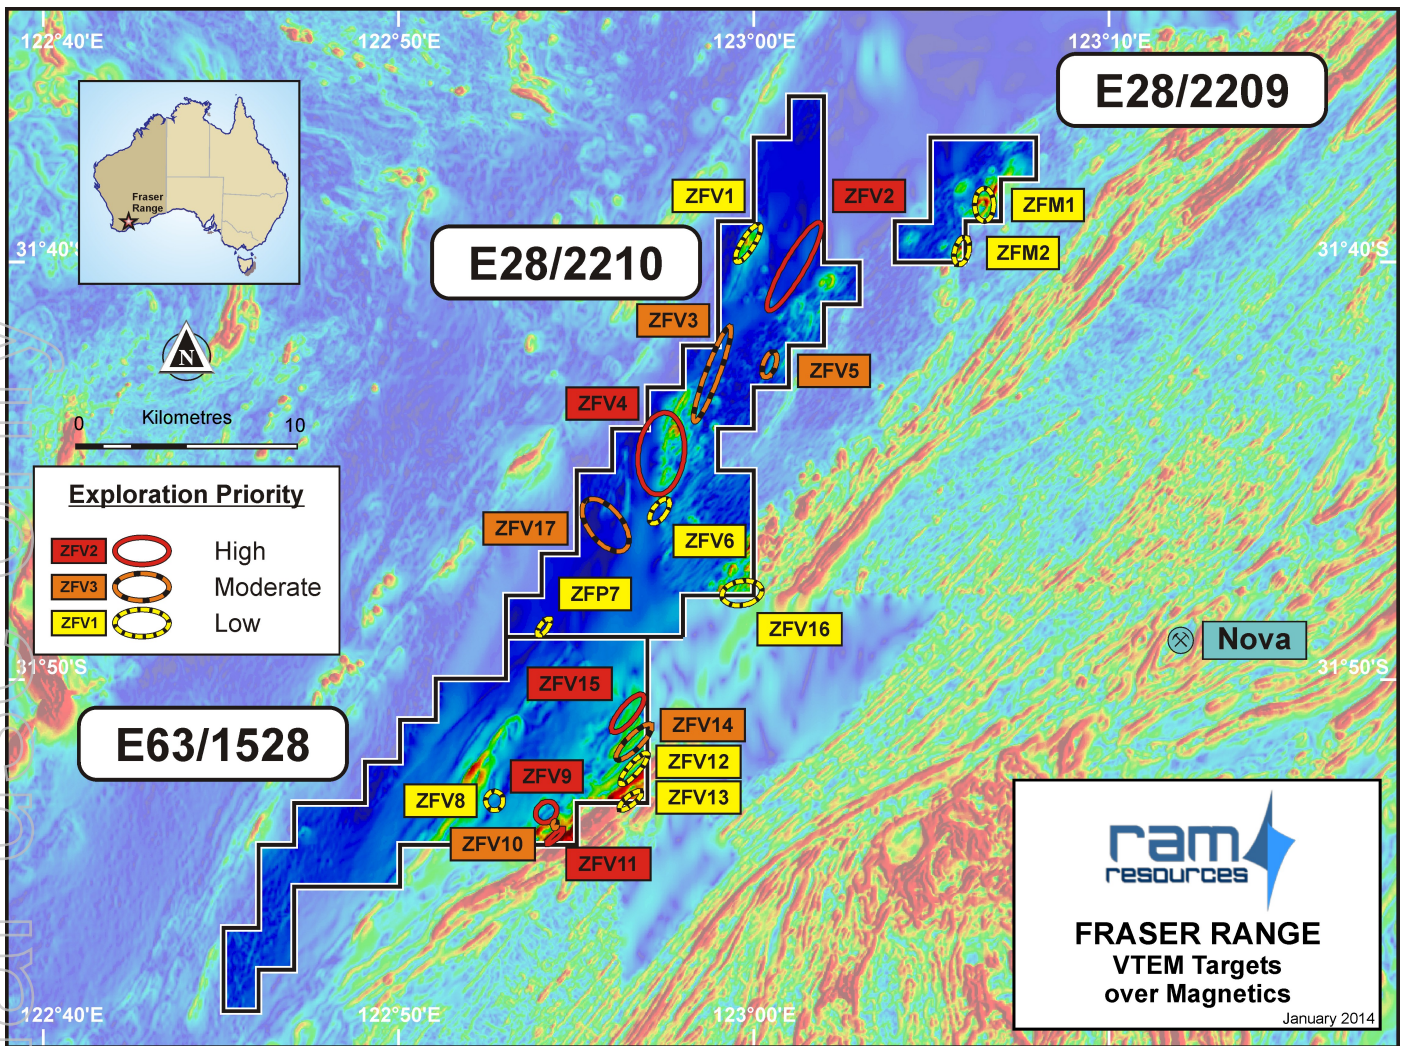 122°40'E
122°50'E
123°00'E
123°10'E
E28/2209
Fraser
Range
ZFV1
ZFV2
ZFM1
ZFM2
31°40'S
31°40'S
E28/2210
ZFV3
ZFV5
N
ZFV4
Kilometres
0
10
Exploration Priority
ZFV2
High
ZFV3
Moderate
ZFV1
Low
ZFV17
ZFV6
ZFP7
ZFV16
Nova
31°50'S
31°50'S
ZFV15
ZFV14
E63/1528
ZFV12
ZFV9
ZFV13
ZFV8
ZFV10
ZFV11
ram
resources
FRASER RANGE
VTEM Targets
over Magnetics
January 2014
122°40'E
122°50'E
123°00'E